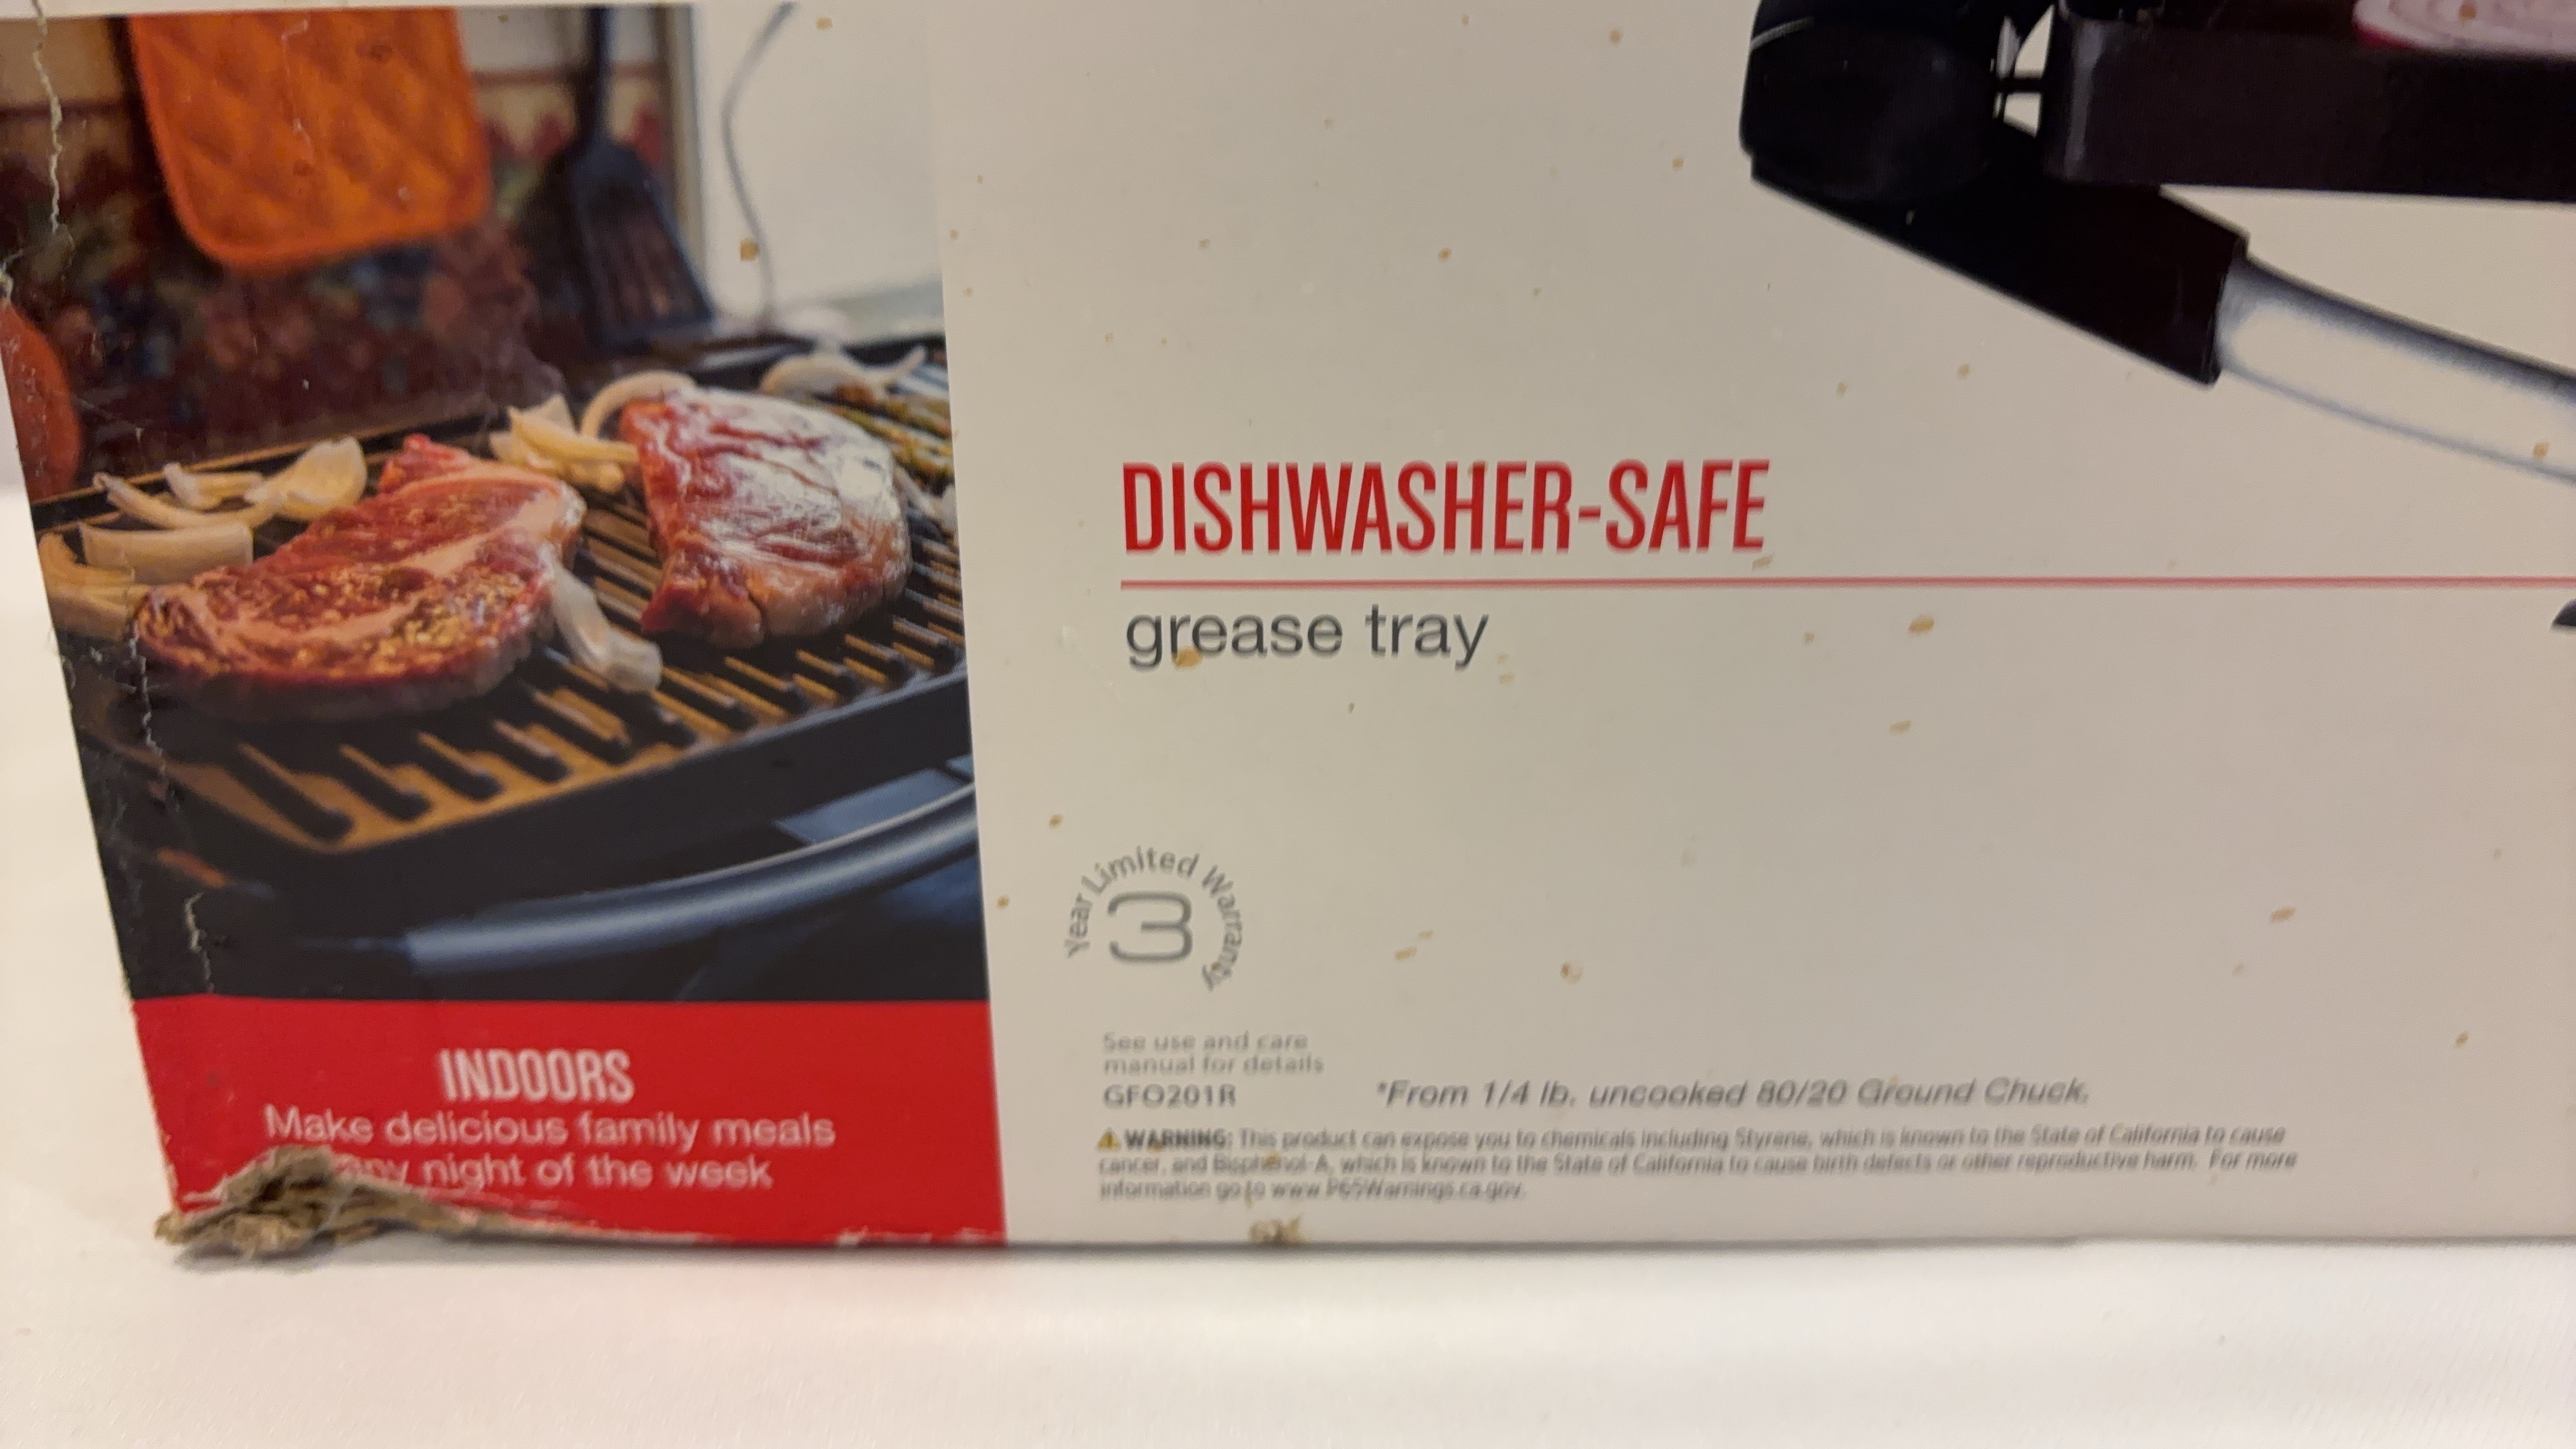 DISHWASHER-SAFE
grease tray
3 Year Limited Warranty
See use and care
manual for details
GFO201R
*From 1/4 lb. uncooked 80/20 Ground Chuck.
WARNING: This product can expose you to chemicals including Styrene, which is known to the State of California to cause
cancer, and Bisphenol-A, which is known to the State of California to cause birth defects or other reproductive harm. For more
information go to www.P65Warnings.ca.gov.
INDOORS
Make delicious family meals
night of the week